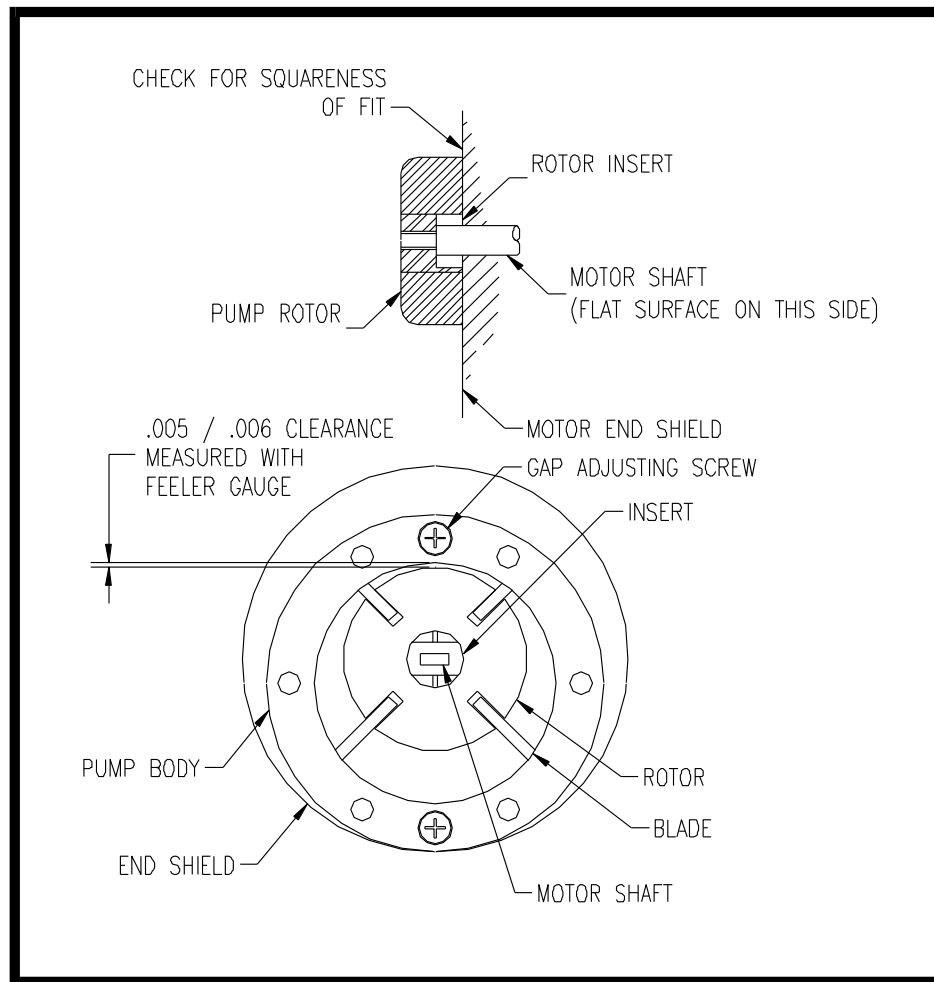 CHECK FOR SQUARENESS
OF FIT
ROTOR INSERT
MOTOR SHAFT
(FLAT SURFACE ON THIS SIDE)
PUMP ROTOR
.005 / .006 CLEARANCE
MEASURED WITH
FEELER GAUGE
MOTOR END SHIELD
GAP ADJUSTING SCREW
INSERT
PUMP BODY
ROTOR
BLADE
END SHIELD
MOTOR SHAFT